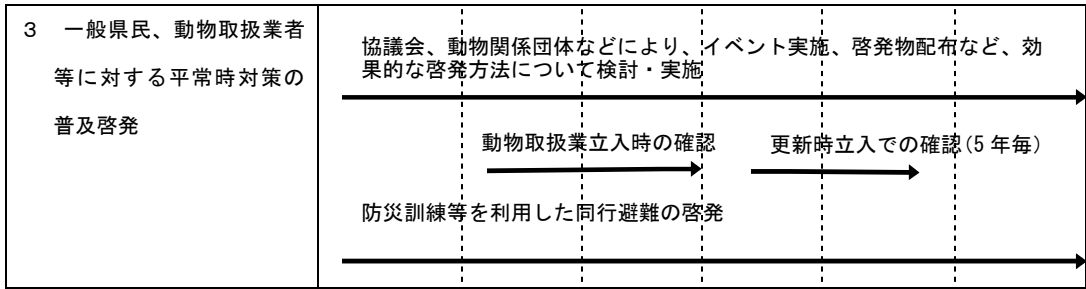 ３　一般県民、動物取扱業者
等に対する平常時対策の
普及啓発
協議会、動物関係団体などにより、イベント実施、啓発物配布など、効
果的な啓発方法について検討・実施
動物取扱業立入時の確認
更新時立入での確認（5 年毎）
防災訓練等を利用した同行避難の啓発